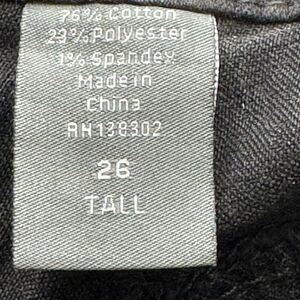 76% Cotton
23% Polyester
1% Spandex
Made in
China
RN138302
26
TALL